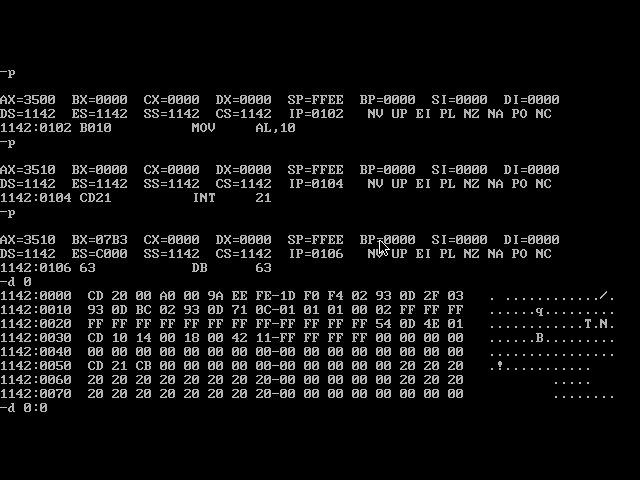 -p
AX=3500  BX=0000  CX=0000  DX=0000  SP=FFEE  BP=0000  SI=0000  DI=0000
DS=1142  ES=1142  SS=1142  CS=1142  IP=0102   NV UP EI PL NZ NA PO NC
1142:0102 B010          MOV     AL,10
-p
AX=3510  BX=0000  CX=0000  DX=0000  SP=FFEE  BP=0000  SI=0000  DI=0000
DS=1142  ES=1142  SS=1142  CS=1142  IP=0104   NV UP EI PL NZ NA PO NC
1142:0104 CD21          INT     21
-p
AX=3510  BX=07B3  CX=0000  DX=0000  SP=FFEE  BP=0000  SI=0000  DI=0000
DS=1142  ES=C000  SS=1142  CS=1142  IP=0106   NV UP EI PL NZ NA PO NC
1142:0106 63            DB      63
-d 0
1142:0000  CD 20 00 A0 00 9A EE FE-1D F0 F4 02 93 0D 2F 03   . ............/.
1142:0010  93 0D BC 02 93 0D 71 0C-01 01 01 00 02 FF FF FF   ......q.........
1142:0020  FF FF FF FF FF FF FF FF-FF FF FF FF 54 0D 4E 01   ............T.N.
1142:0030  CD 10 14 00 18 00 42 11-FF FF FF FF 00 00 00 00   ......B.........
1142:0040  00 00 00 00 00 00 00 00-00 00 00 00 00 00 00 00   ................
1142:0050  CD 21 CB 00 00 00 00 00-00 00 00 00 00 20 20 20   .!...........
1142:0060  20 20 20 20 20 20 20 20-00 00 00 00 00 20 20 20           .....
1142:0070  20 20 20 20 20 20 20 20-00 00 00 00 00 00 00 00           ........
-d 0:0